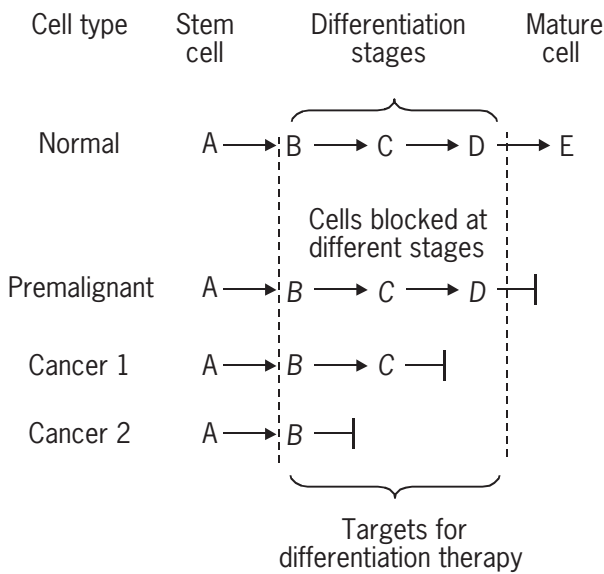 Cell type Stem cell Differentiation stages Mature cell
Normal A B C D E
Cells blocked at
different stages
Premalignant A B C D
Cancer 1 A B C
Cancer 2 A B
Targets for
differentiation therapy